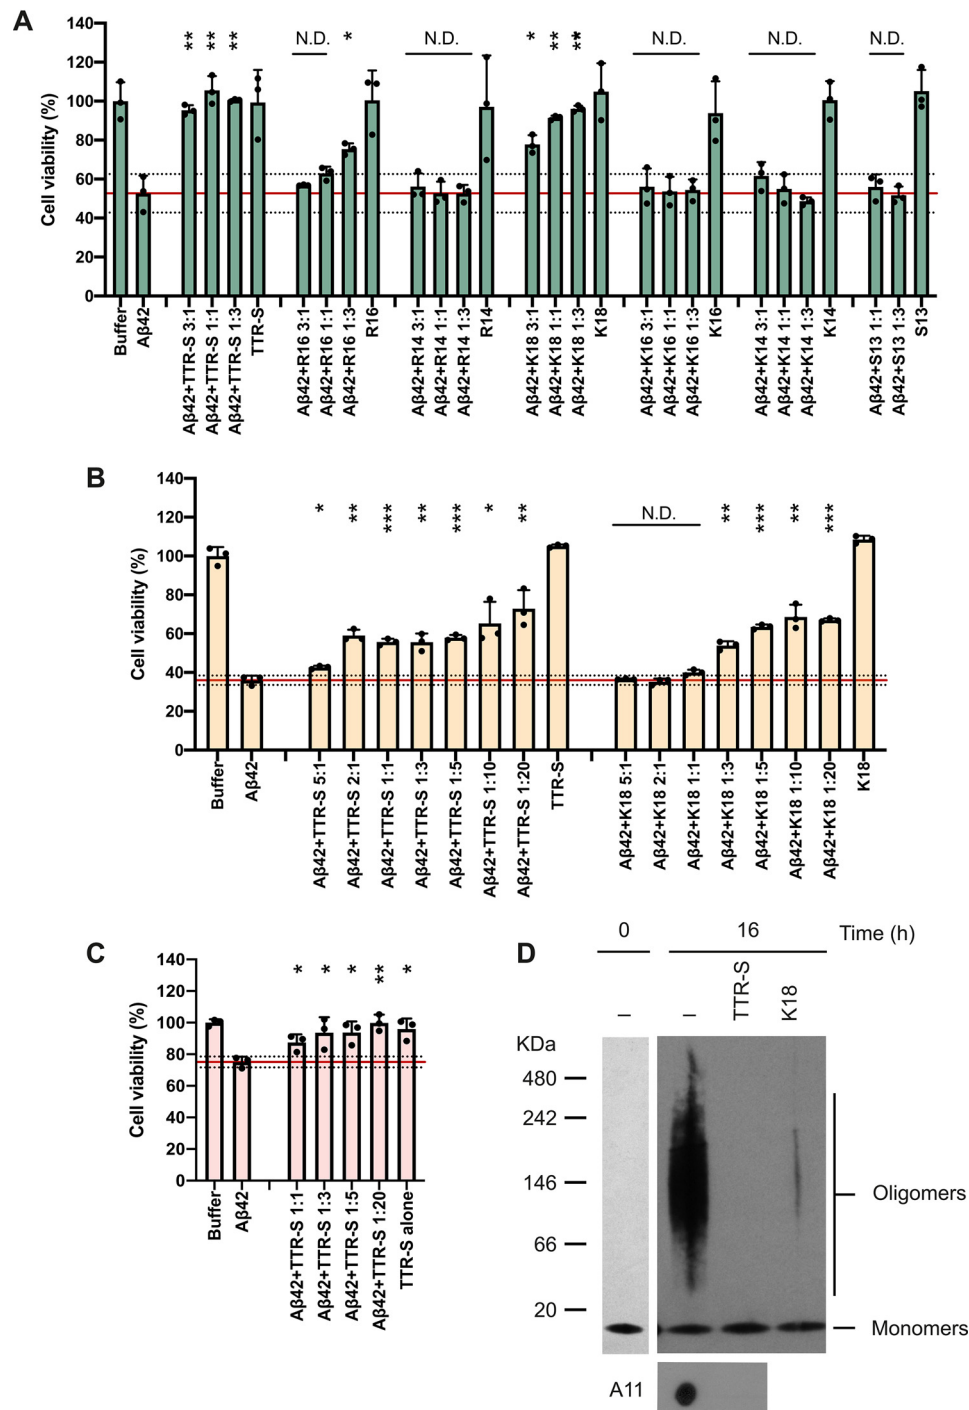 A
140
120
100
80
60
40
20
0
Cell viability (%)
** ** ** N.D. * N.D. * ** ** N.D. N.D. N.D.
Buffer
Aβ42
Aβ42+TTR-S 3:1
Aβ42+TTR-S 1:1
Aβ42+TTR-S 1:3
TTR-S
Aβ42+R16 3:1
Aβ42+R16 1:1
Aβ42+R16 1:3
R16
Aβ42+R14 3:1
Aβ42+R14 1:1
Aβ42+R14 1:3
R14
Aβ42+K18 3:1
Aβ42+K18 1:1
Aβ42+K18 1:3
K18
Aβ42+K16 3:1
Aβ42+K16 1:1
Aβ42+K16 1:3
K16
Aβ42+K14 3:1
Aβ42+K14 1:1
Aβ42+K14 1:3
K14
Aβ42+S13 1:1
Aβ42+S13 1:3
S13
B
140
120
100
80
60
40
20
0
Cell viability (%)
* ** *** ** *** * ** N.D. ** *** ** ***
Buffer
Aβ42
Aβ42+TTR-S 5:1
Aβ42+TTR-S 2:1
Aβ42+TTR-S 1:1
Aβ42+TTR-S 1:3
Aβ42+TTR-S 1:5
Aβ42+TTR-S 1:10
Aβ42+TTR-S 1:20
TTR-S
Aβ42+K18 5:1
Aβ42+K18 2:1
Aβ42+K18 1:1
Aβ42+K18 1:3
Aβ42+K18 1:5
Aβ42+K18 1:10
Aβ42+K18 1:20
K18
C
140
120
100
80
60
40
20
0
Cell viability (%)
* * * ** *
Buffer
Aβ42
Aβ42+TTR-S 1:1
Aβ42+TTR-S 1:3
Aβ42+TTR-S 1:5
Aβ42+TTR-S 1:20
TTR-S alone
D
0 16 Time (h)
– – TTR-S K18
KDa
480
242
146
66
20
Oligomers
Monomers
A11